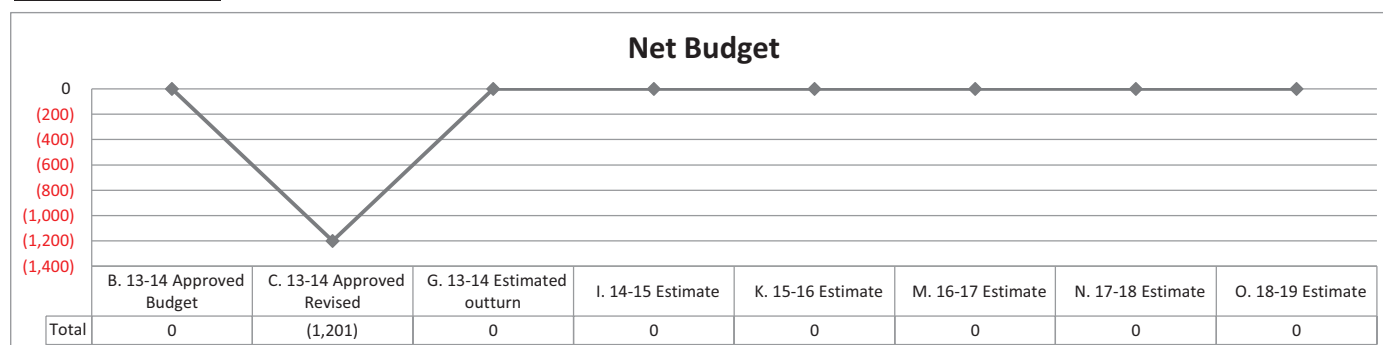 Net Budget
0
(200)
(400)
(600)
(800)
(1,000)
(1,200)
(1,400)
B. 13-14 Approved Budget C. 13-14 Approved Revised G. 13-14 Estimated outturn I. 14-15 Estimate K. 15-16 Estimate M. 16-17 Estimate N. 17-18 Estimate O. 18-19 Estimate
Total 0 (1,201) 0 0 0 0 0 0